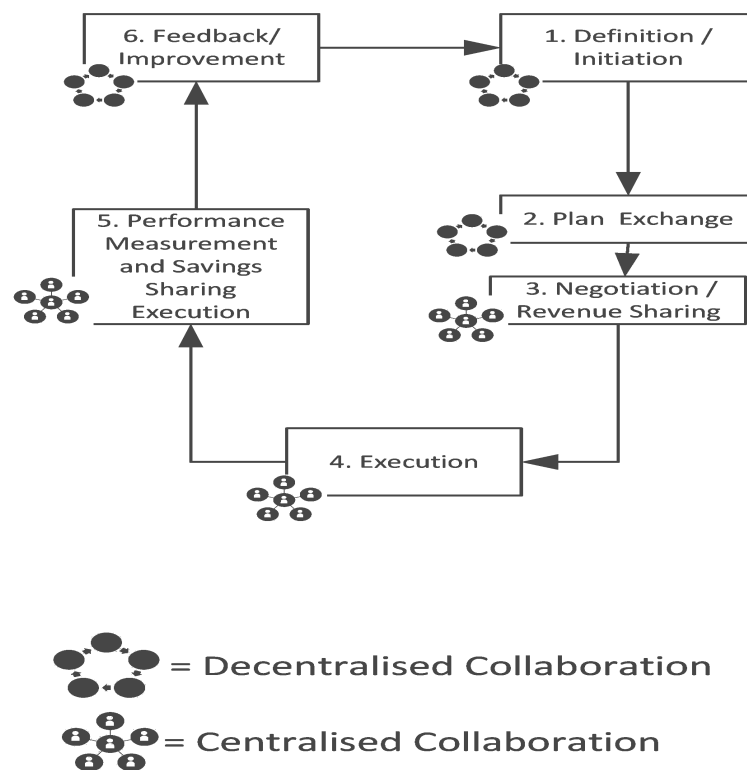 6. Feedback/
Improvement
1. Definition /
Initiation
5. Performance
Measurement
and Savings
Sharing
Execution
2. Plan Exchange
3. Negotiation /
Revenue Sharing
4. Execution
= Decentralised Collaboration
= Centralised Collaboration